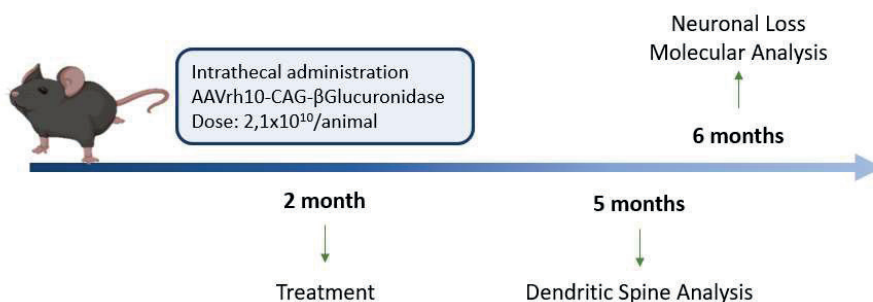 Neuronal Loss
Molecular Analysis
Intrathecal administration
AAVrh10-CAG-βGlucuronidase
Dose: 2,1x10¹⁰/animal
6 months
2 month
5 months
Treatment
Dendritic Spine Analysis